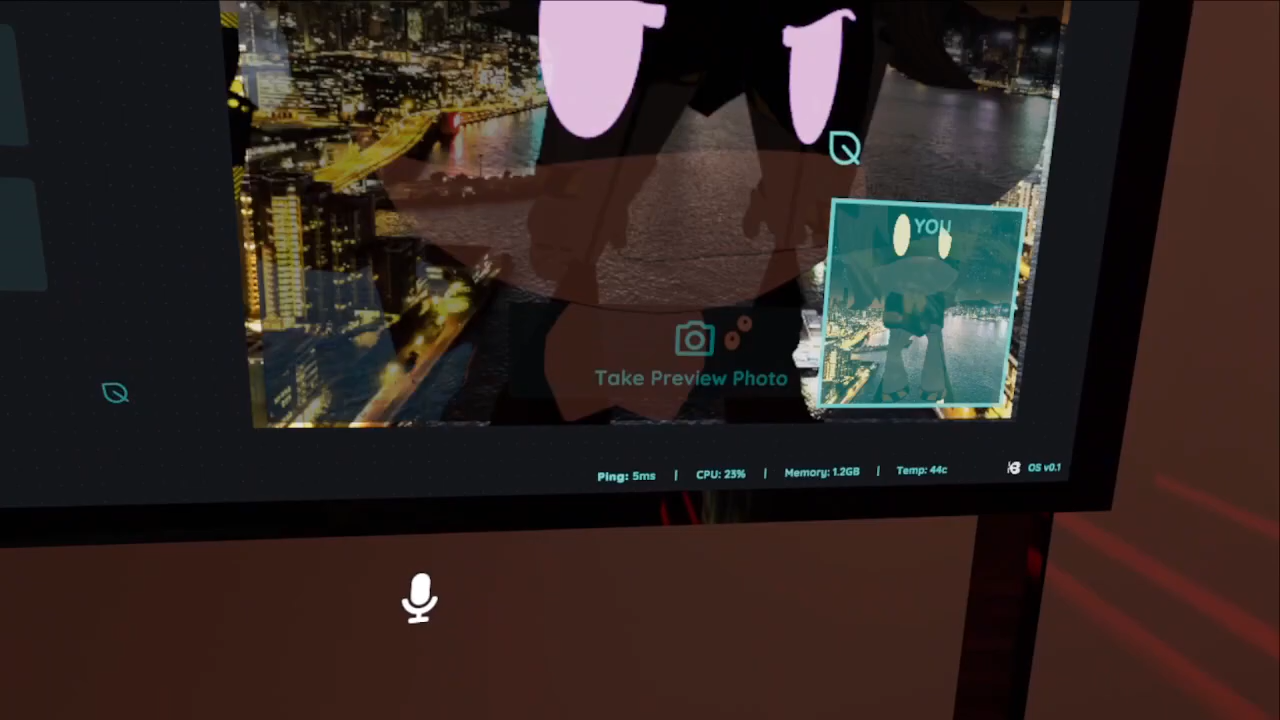 YOU
Take Preview Photo
Ping: 5ms | CPU: 23% | Memory: 1.2GB | Temp: 44c
OS v0.1